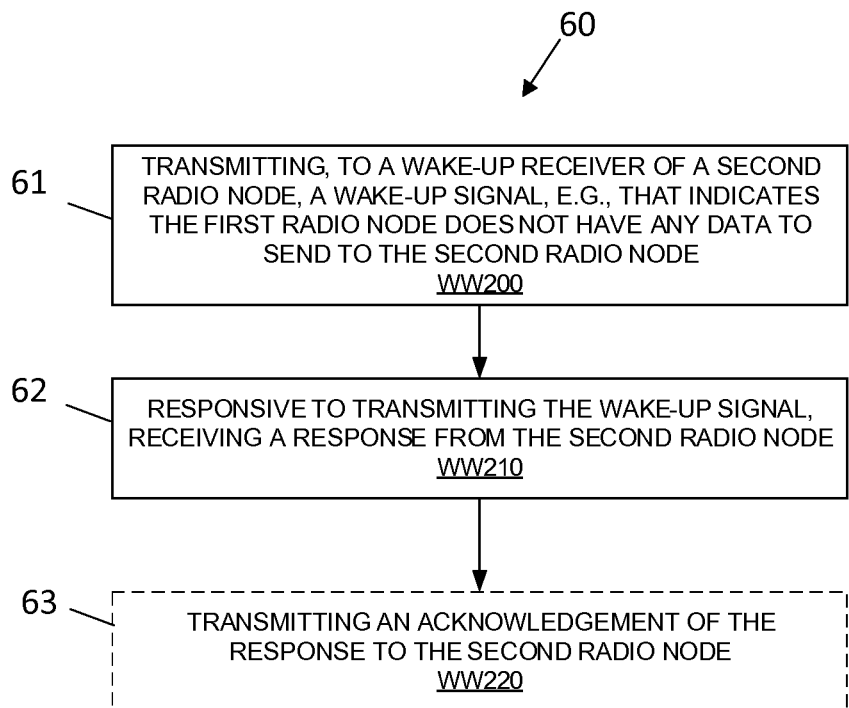 60
61
TRANSMITTING, TO A WAKE-UP RECEIVER OF A SECOND
RADIO NODE, A WAKE-UP SIGNAL, E.G., THAT INDICATES
THE FIRST RADIO NODE DOES NOT HAVE ANY DATA TO
SEND TO THE SECOND RADIO NODE
WW200
62
RESPONSIVE TO TRANSMITTING THE WAKE-UP SIGNAL,
RECEIVING A RESPONSE FROM THE SECOND RADIO NODE
WW210
63
TRANSMITTING AN ACKNOWLEDGEMENT OF THE
RESPONSE TO THE SECOND RADIO NODE
WW220